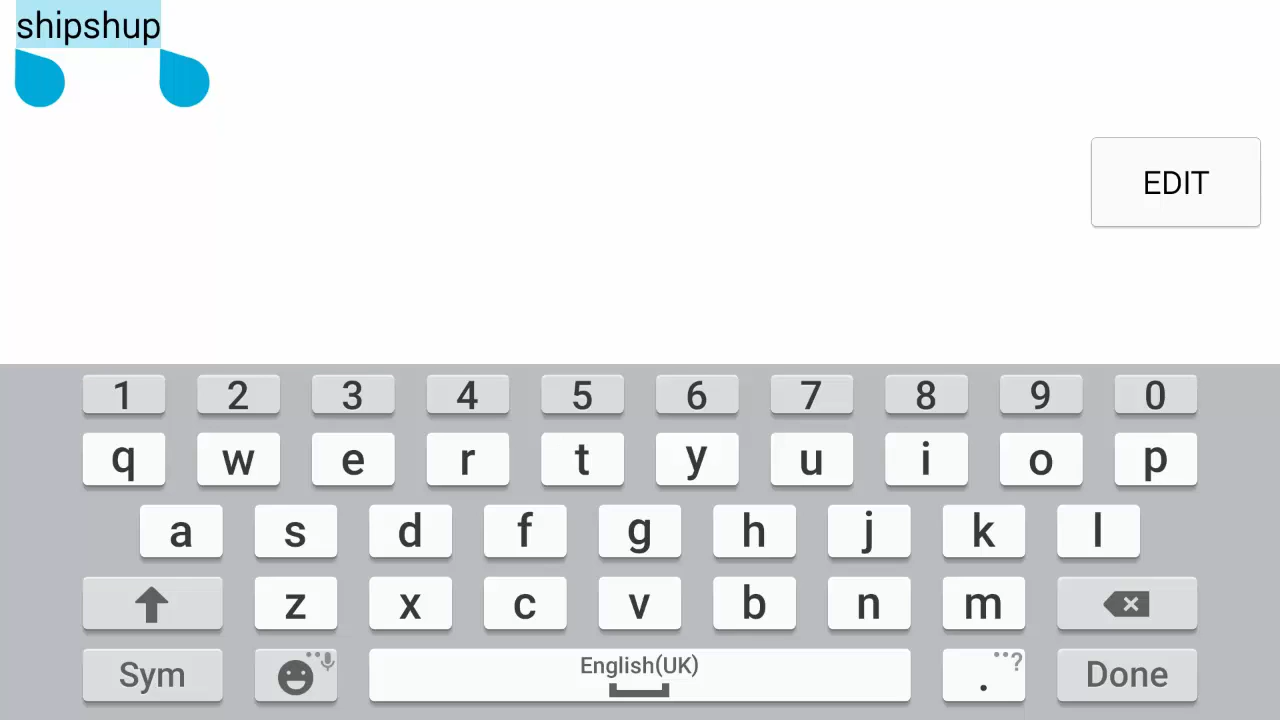 shipshup
EDIT
1 2 3 4 5 6 7 8 9 0
q w e r t y u i o p
a s d f g h j k l
z x c v b n m
Sym English(UK) . ? Done